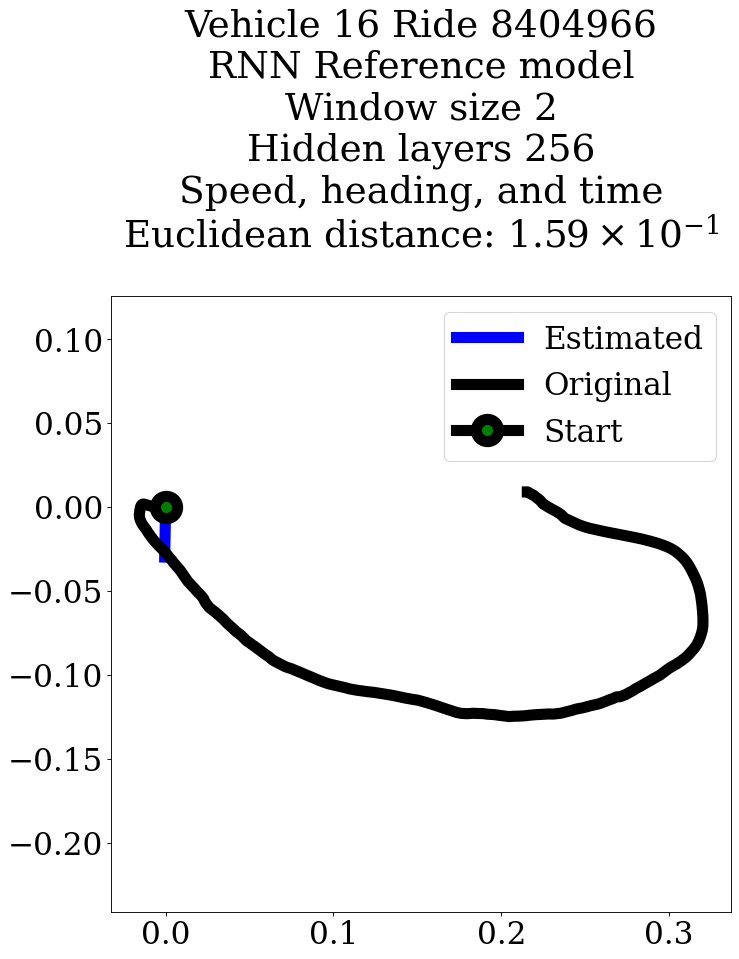 Vehicle 16 Ride 8404966
RNN Reference model
Window size 2
Hidden layers 256
Speed, heading, and time
Euclidean distance: 1.59 × 10⁻¹
Estimated
Original
Start
0.10
0.05
0.00
−0.05
−0.10
−0.15
−0.20
0.0 0.1 0.2 0.3